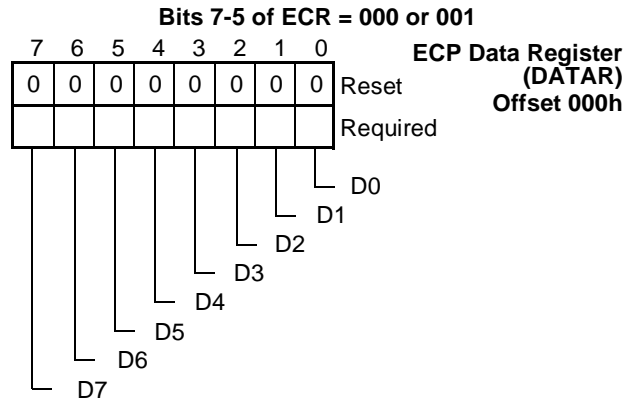 Bits 7-5 of ECR = 000 or 001
7 6 5 4 3 2 1 0
ECP Data Register
(DATAR)
Offset 000h
0 0 0 0 0 0 0 0 Reset
Required
D0
D1
D2
D3
D4
D5
D6
D7